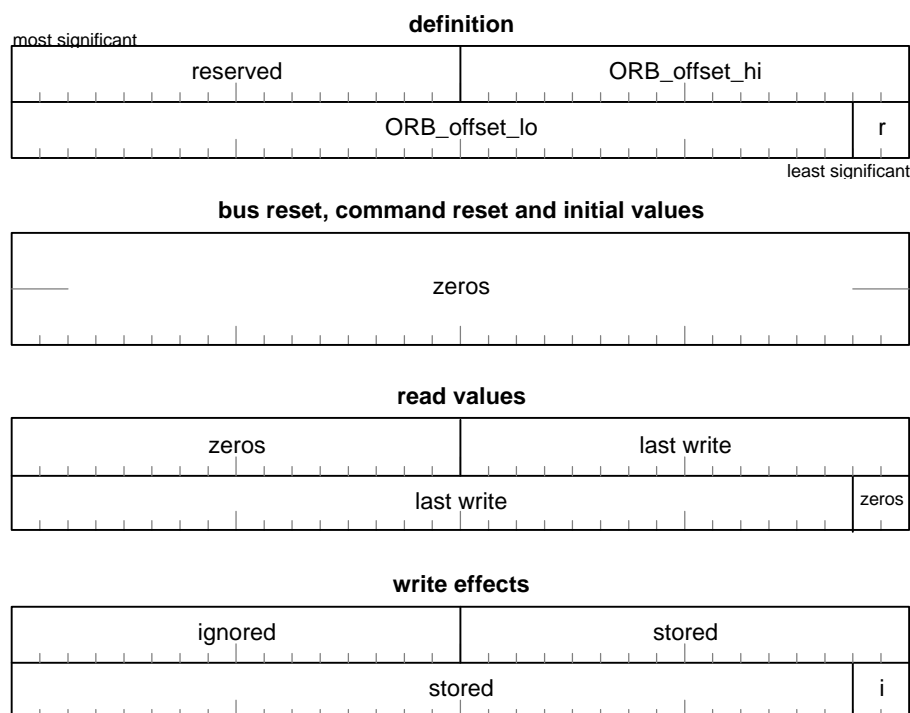 definition
most significant
reserved ORB_offset_hi
ORB_offset_lo r
least significant
bus reset, command reset and initial values
zeros
read values
zeros last write
last write zeros
write effects
ignored stored
stored i